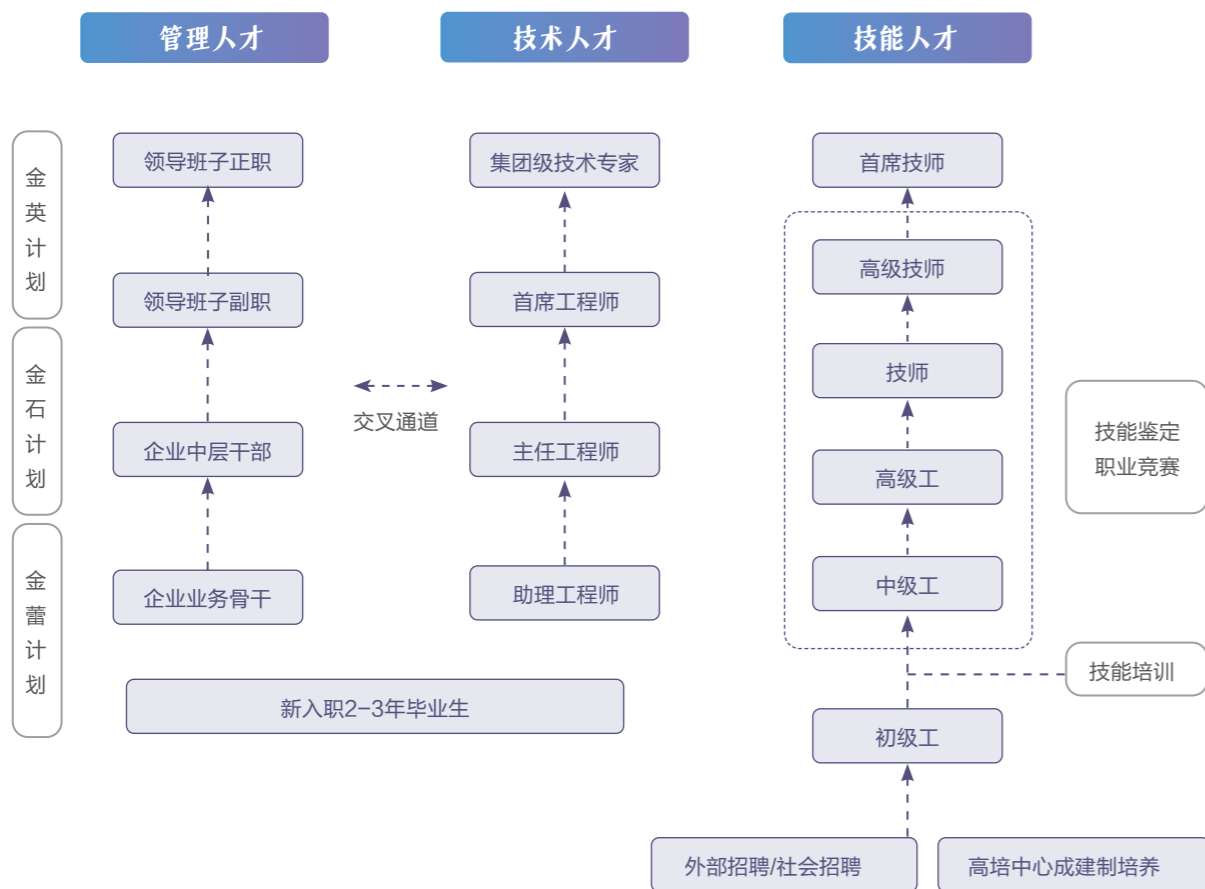 管理人才
技术人才
技能人才
金英计划
领导班子正职
集团级技术专家
首席技师
高级技师
领导班子副职
首席工程师
技师
金石计划
交叉通道
企业中层干部
主任工程师
高级工
技能鉴定
职业竞赛
金蕾计划
企业业务骨干
助理工程师
中级工
技能培训
新入职2-3年毕业生
初级工
外部招聘/社会招聘
高培中心成建制培养